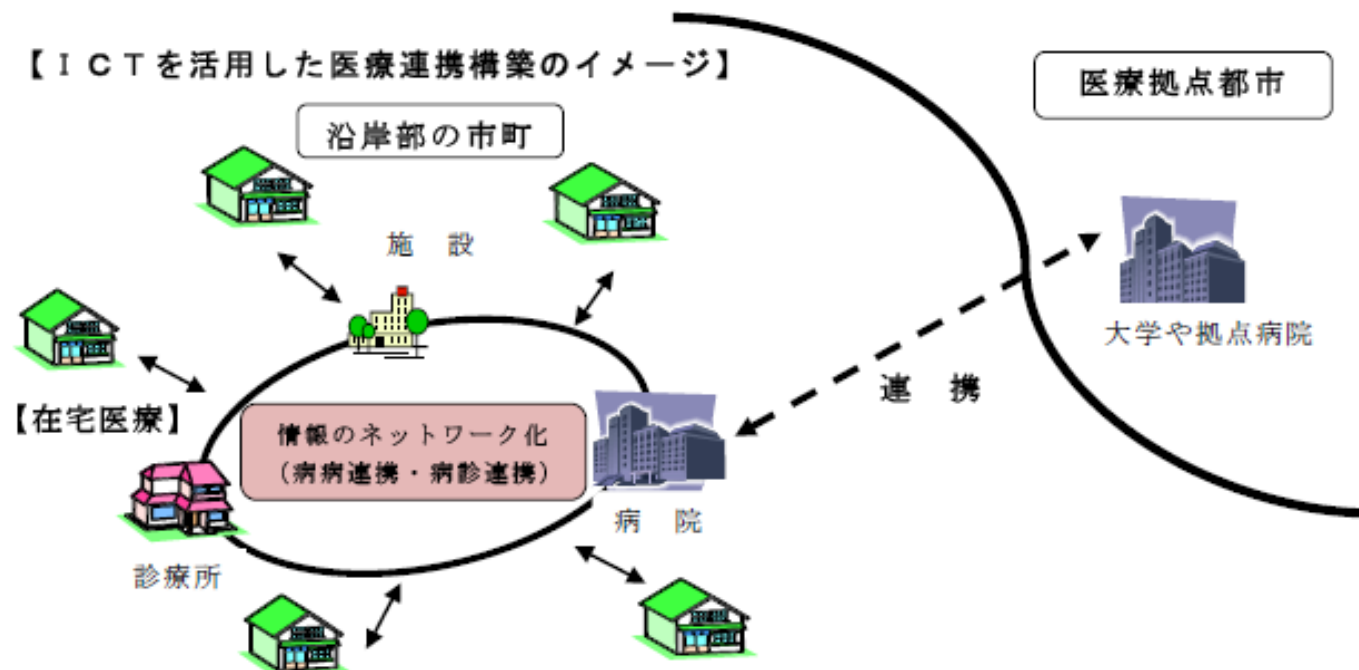 【ＩＣＴを活用した医療連携構築のイメージ】
医療拠点都市
沿岸部の市町
施　設
大学や拠点病院
連　携
【在宅医療】
情報のネットワーク化
（病病連携・病診連携）
病　院
診療所